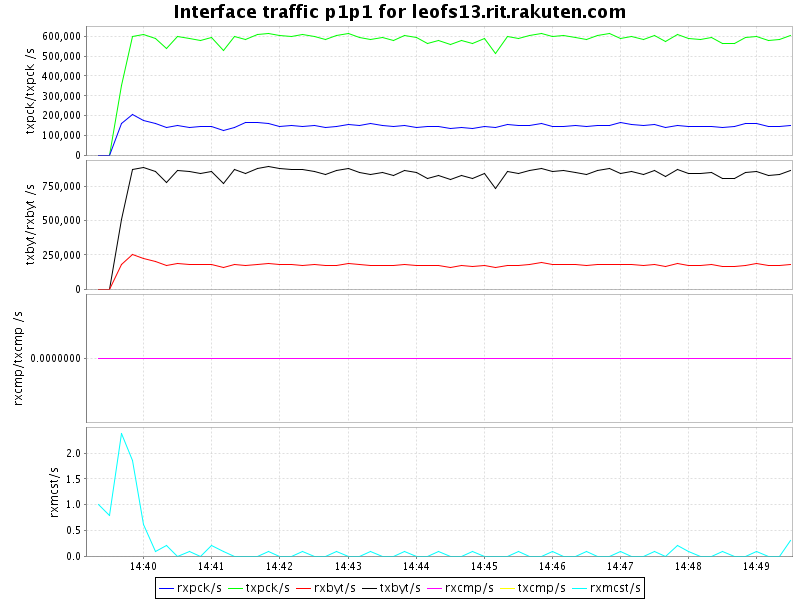 Interface traffic p1p1 for leofs13.rit.rakuten.com
txpck/txpck /s
600,000
500,000
400,000
300,000
200,000
100,000
0
txbyt/rxbyt /s
750,000
500,000
250,000
0
rxcmp/txcmp /s
0.0000000
rxmcst/s
2.0
1.5
1.0
0.5
0.0
14:40 14:41 14:42 14:43 14:44 14:45 14:46 14:47 14:48 14:49
rxpck/s txpck/s rxbyt/s txbyt/s rxcmp/s txcmp/s rxmcst/s